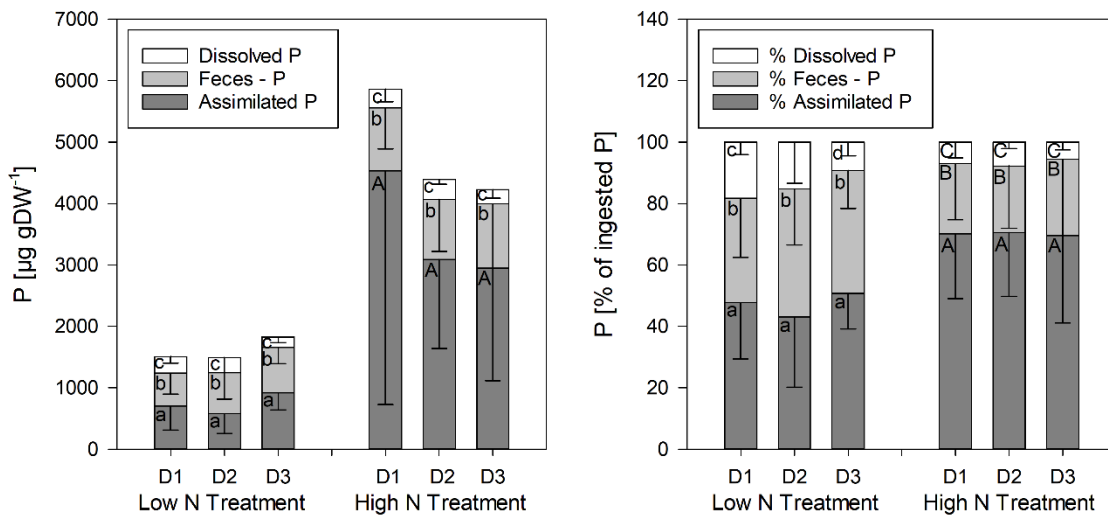 7000
6000
5000
4000
3000
2000
1000
0
P [µg gDW⁻¹]
Dissolved P
Feces - P
Assimilated P
c
b
a
c
b
a
c
b
a
c
b
A
c
b
A
c
b
A
D1 D2 D3 D1 D2 D3
Low N Treatment High N Treatment
140
120
100
80
60
40
20
0
P [% of ingested P]
% Dissolved P
% Feces - P
% Assimilated P
c
b
a
b
a
d
b
a
C
B
A
C
B
A
C
B
A
D1 D2 D3 D1 D2 D3
Low N Treatment High N Treatment